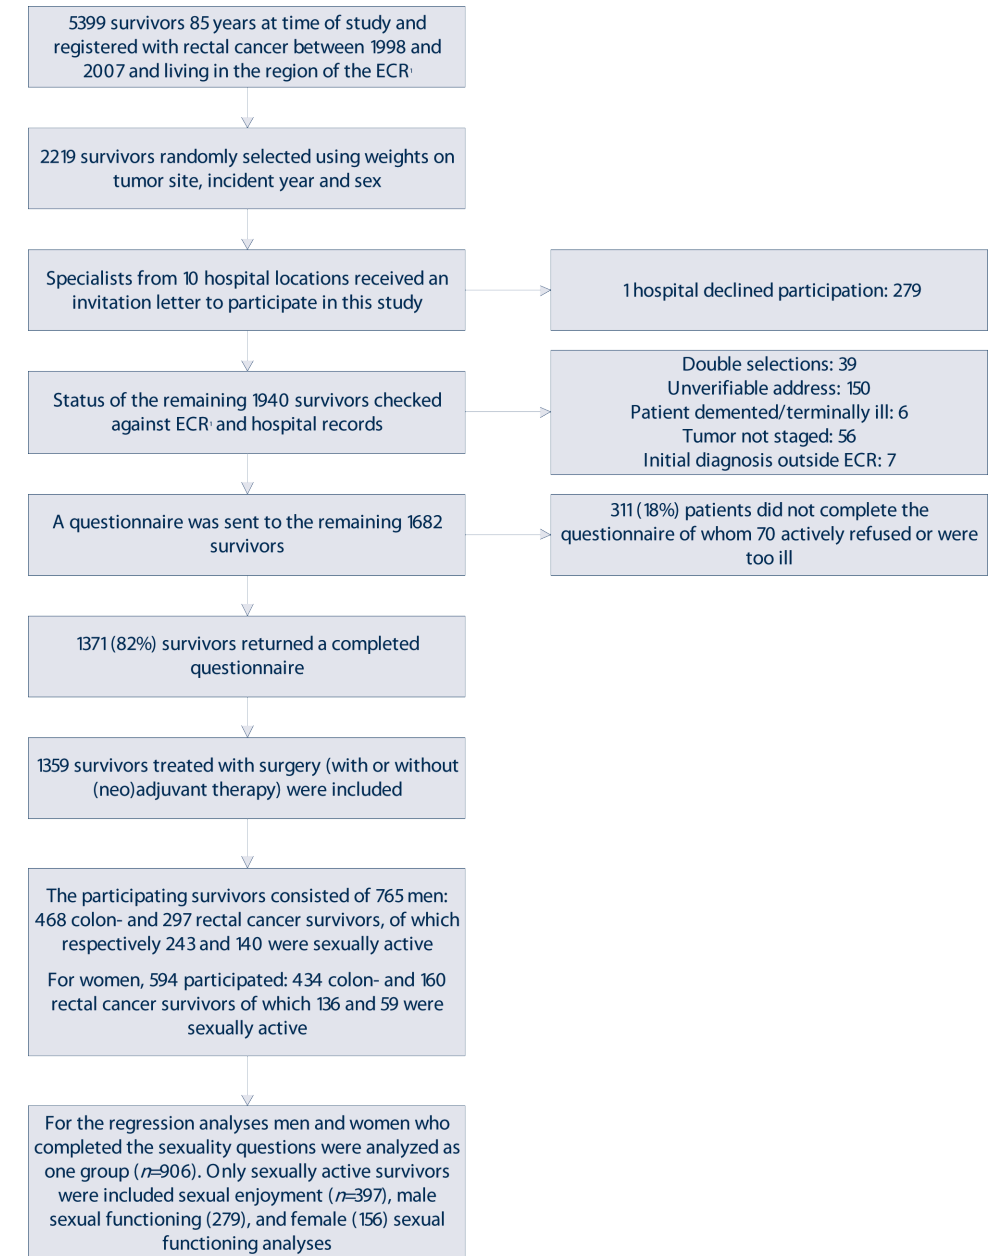 5399 survivors 85 years at time of study and
registered with rectal cancer between 1998 and
2007 and living in the region of the ECR¹
2219 survivors randomly selected using weights on
tumor site, incident year and sex
Specialists from 10 hospital locations received an
invitation letter to participate in this study
1 hospital declined participation: 279
Status of the remaining 1940 survivors checked
against ECR¹ and hospital records
Double selections: 39
Unverifiable address: 150
Patient demented/terminally ill: 6
Tumor not staged: 56
Initial diagnosis outside ECR: 7
A questionnaire was sent to the remaining 1682
survivors
311 (18%) patients did not complete the
questionnaire of whom 70 actively refused or were
too ill
1371 (82%) survivors returned a completed
questionnaire
1359 survivors treated with surgery (with or without
(neo)adjuvant therapy) were included
The participating survivors consisted of 765 men:
468 colon- and 297 rectal cancer survivors, of which
respectively 243 and 140 were sexually active
For women, 594 participated: 434 colon- and 160
rectal cancer survivors of which 136 and 59 were
sexually active
For the regression analyses men and women who
completed the sexuality questions were analyzed as
one group (n=906). Only sexually active survivors
were included sexual enjoyment (n=397), male
sexual functioning (279), and female (156) sexual
functioning analyses